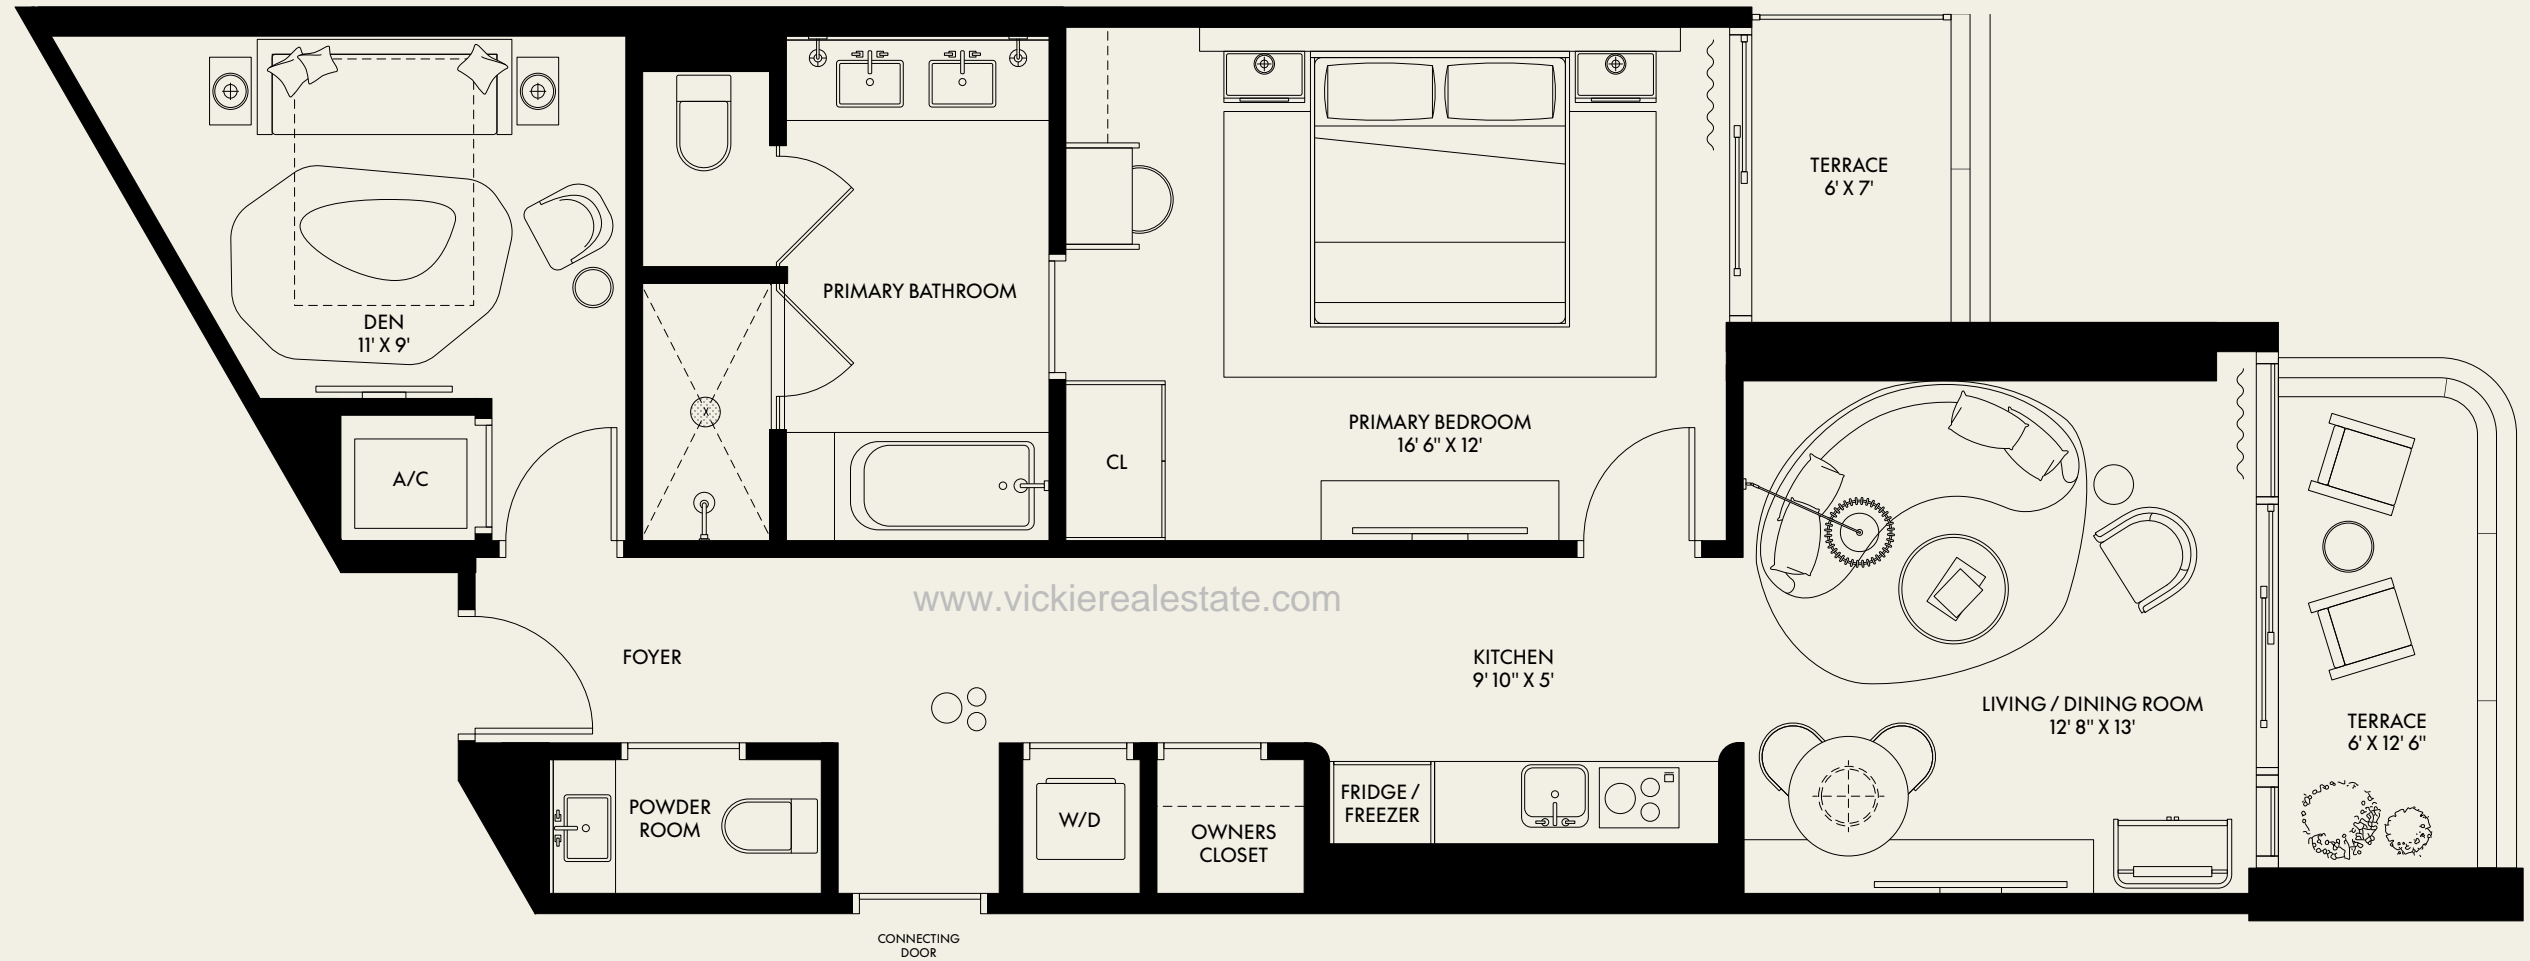 TERRACE
6' X 7'
PRIMARY BATHROOM
DEN
11' X 9'
PRIMARY BEDROOM
16' 6" X 12'
CL
A/C
X
www.vickierealestate.com
FOYER
KITCHEN
9' 10" X 5'
LIVING / DINING ROOM
12' 8" X 13'
TERRACE
6' X 12' 6"
POWDER
ROOM
W/D
OWNERS
CLOSET
FRIDGE /
FREEZER
CONNECTING
DOOR